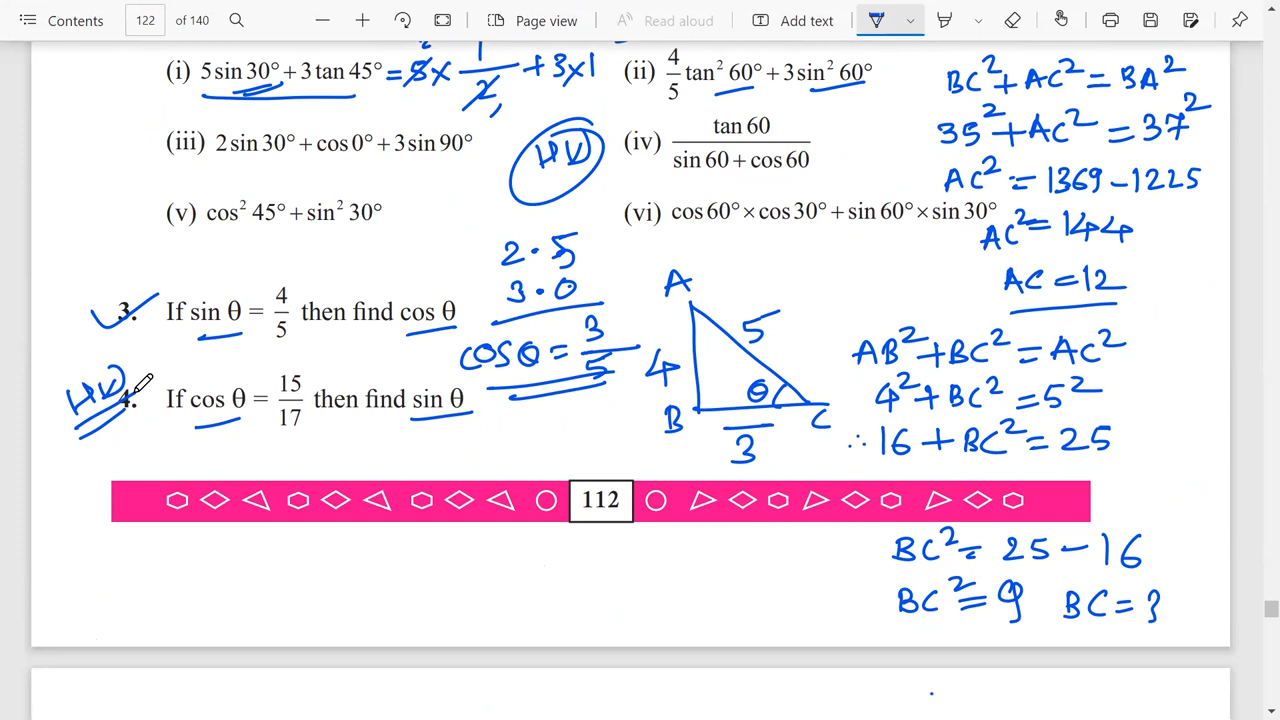 Contents 122 of 140 Page view Read aloud Add text
(i) 5 sin 30° + 3 tan 45° = 5 × 1/2 + 3×1
(ii) 4/5 tan² 60° + 3 sin² 60°
(iii) 2 sin 30° + cos 0° + 3 sin 90°
HW
(iv) tan 60 / sin 60 + cos 60
(v) cos² 45° + sin² 30°
(vi) cos 60° × cos 30° + sin 60° × sin 30°
BC² + AC² = BA²
35² + AC² = 37²
AC² = 1369 - 1225
AC² = 144
AC = 12
2.5
3.0
3. If sin θ = 4/5 then find cos θ
cos θ = 3/5
HW
4. If cos θ = 15/17 then find sin θ
A
5
4
θ
B C
3
AB² + BC² = AC²
4² + BC² = 5²
∴ 16 + BC² = 25
112
BC² = 25 - 16
BC² = 9 BC = 3